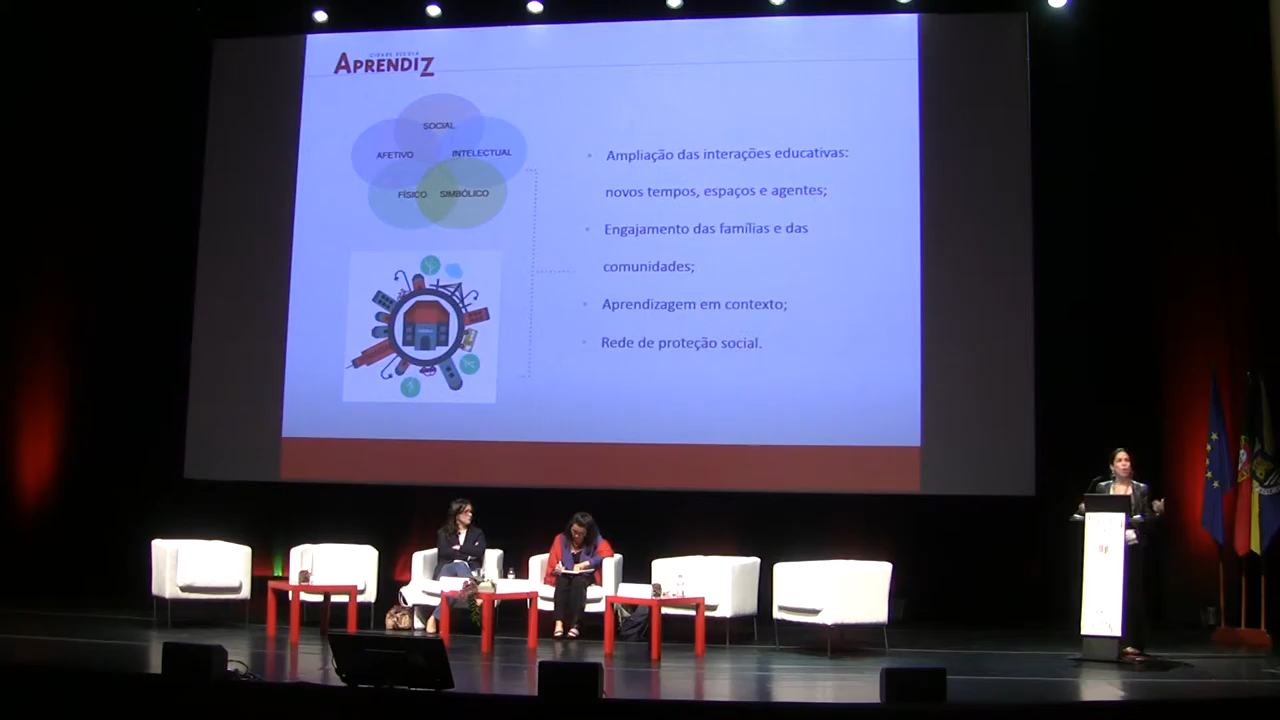 CIDADE ESCOLA
APRENDIZ
SOCIAL
AFETIVO
INTELECTUAL
FÍSICO
SIMBÓLICO
Ampliação das interações educativas:
novos tempos, espaços e agentes;
Engajamento das famílias e das
comunidades;
Aprendizagem em contexto;
Rede de proteção social.